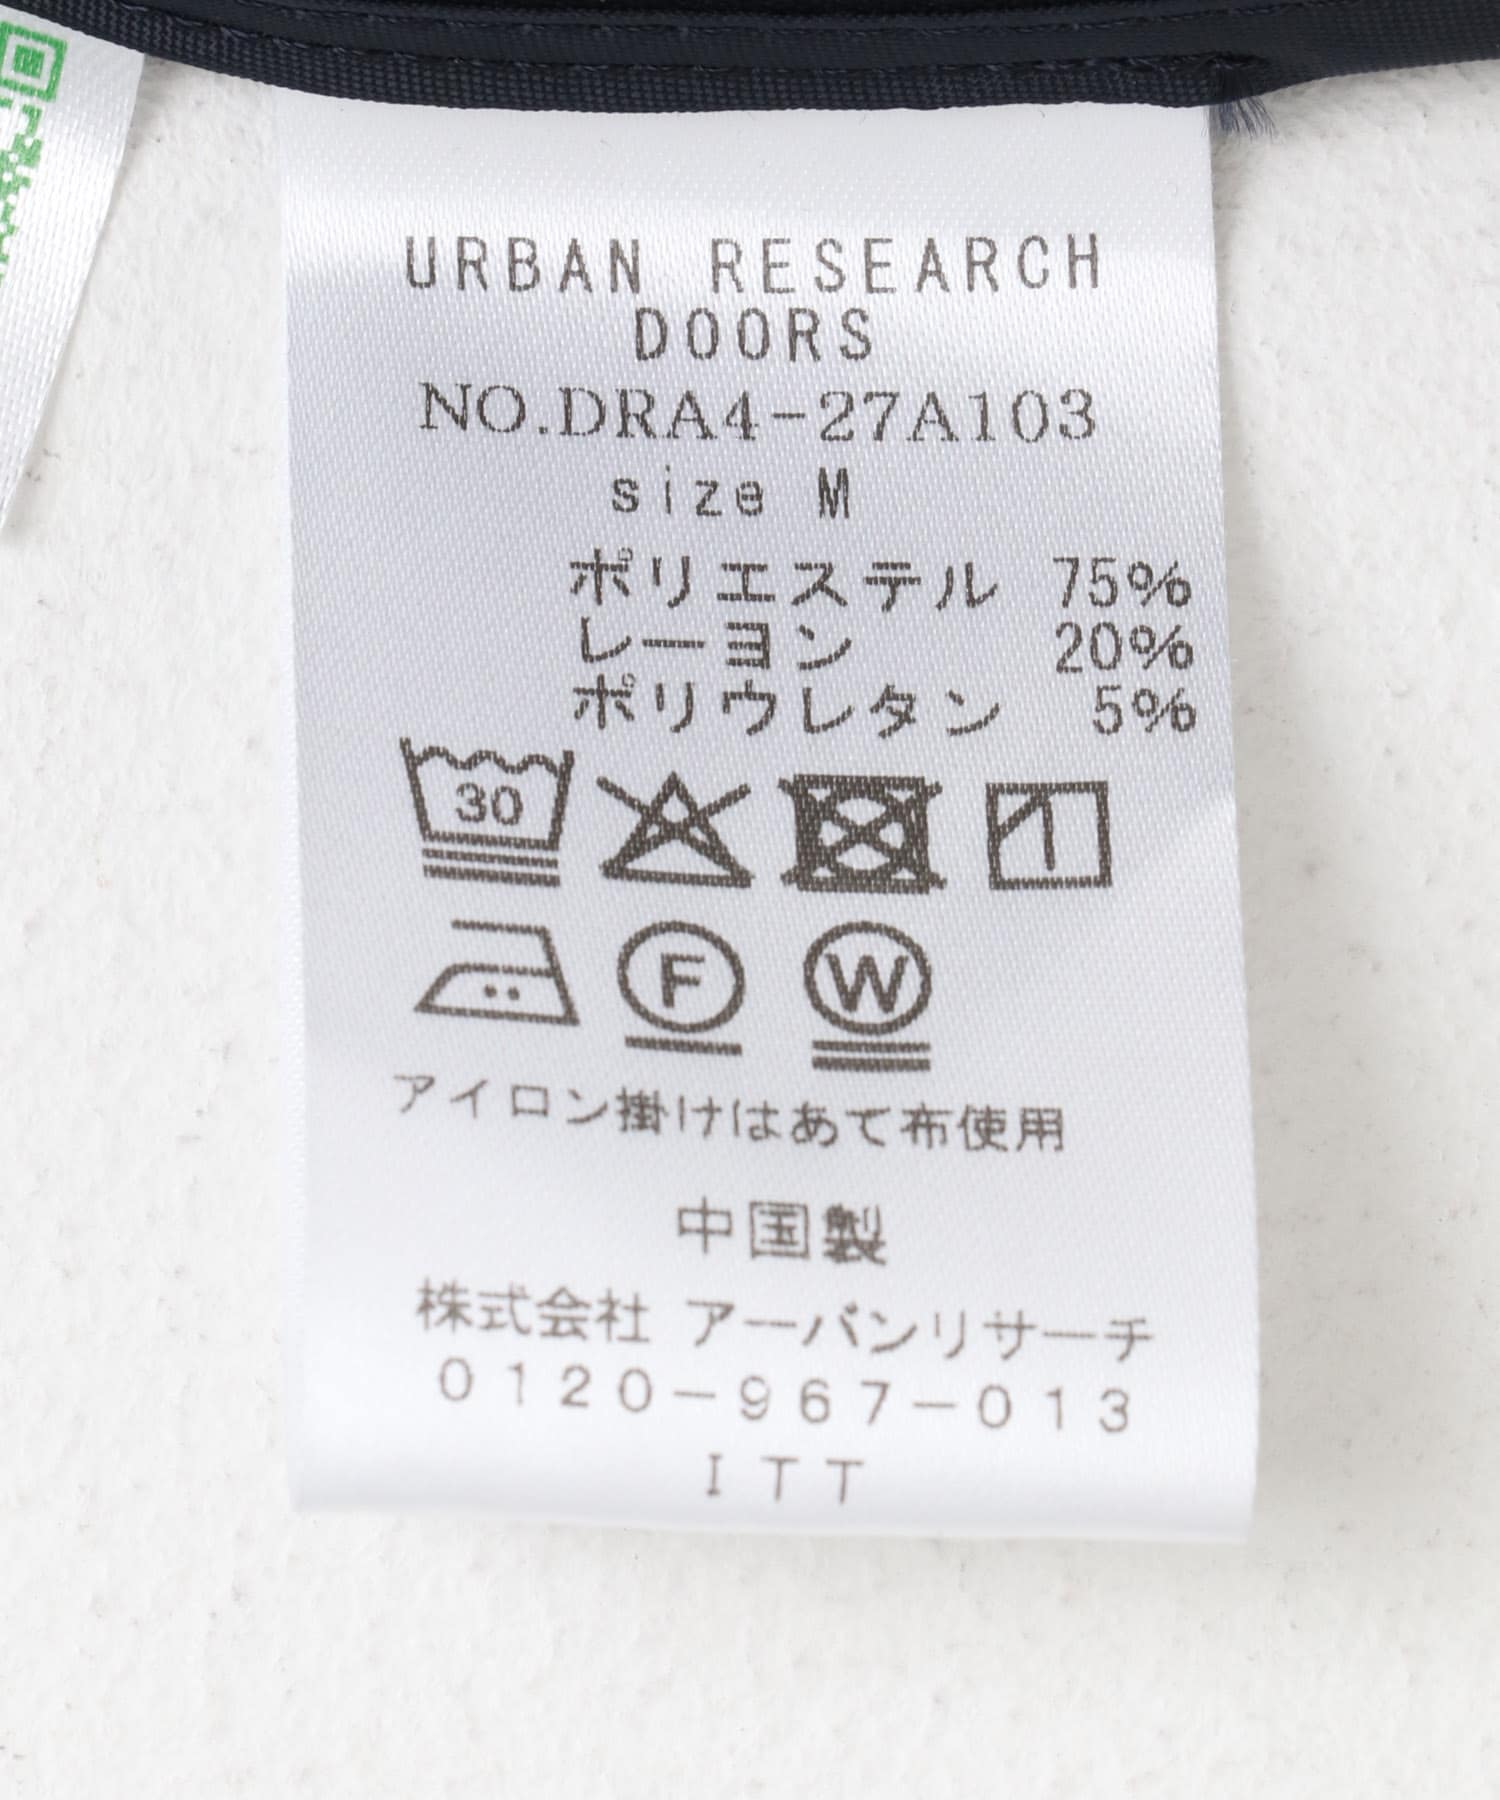 URBAN RESEARCH
DOORS
NO.DRA4-27A103
size M
ポリエステル 75%
レーヨン 20%
ポリウレタン 5%
30
F W
アイロン掛けはあて布使用
中国製
株式会社 アーバンリサーチ
0120-967-013
ITT